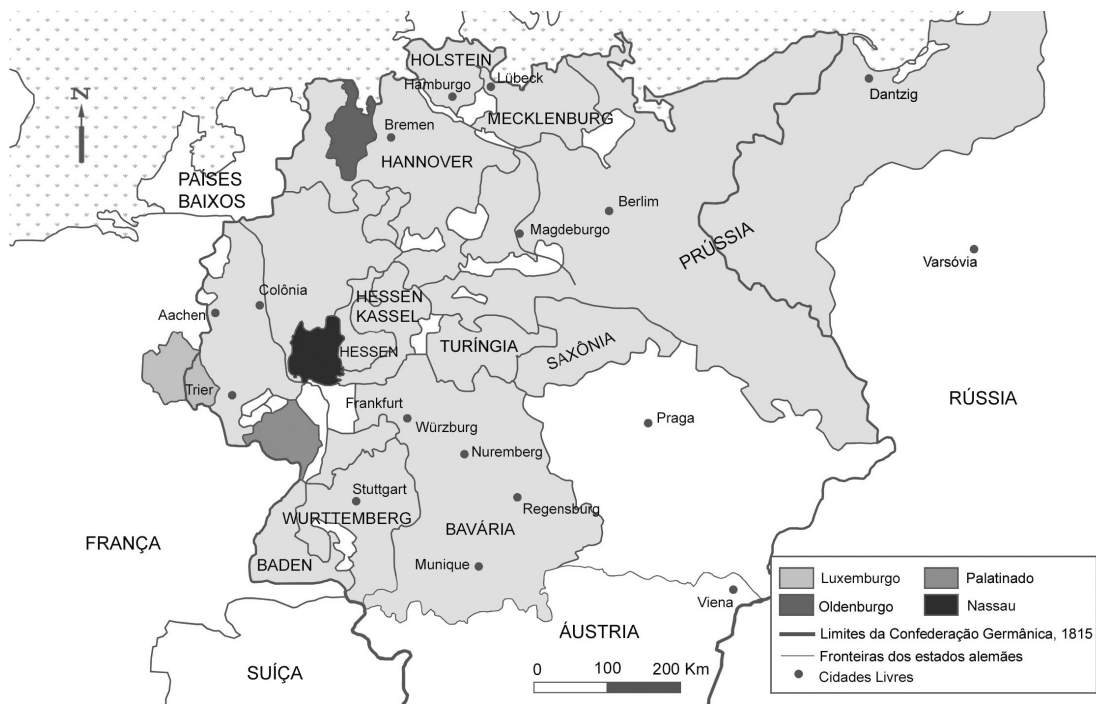 HOLSTEIN
Hamburgo
Lübeck
Dantzig
MECKLENBURG
N
Bremen
HANNOVER
PAÍSES
BAIXOS
Berlim
Magdeburgo
PRÚSSIA
Varsóvia
Colônia
Aachen
HESSEN
KASSEL
HESSEN
TURÍNGIA
SAXÔNIA
Trier
RÚSSIA
Frankfurt
Würzburg
Praga
Nuremberg
Stuttgart
WURTTEMBERG
Regensburg
BAVÁRIA
FRANÇA
BADEN
Munique
Viena
ÁUSTRIA
SUÍÇA
0 100 200 Km
Luxemburgo
Palatinado
Oldenburgo
Nassau
Limites da Confederação Germânica, 1815
Fronteiras dos estados alemães
Cidades Livres